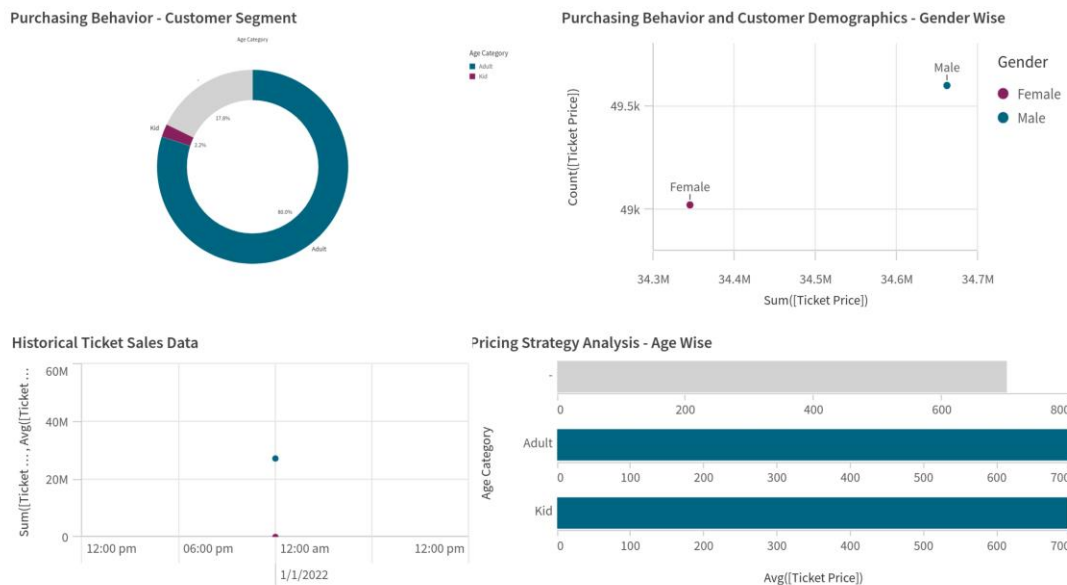 Purchasing Behavior - Customer Segment
Age Category
Age Category
Adult
Kid
-
17.8%
Kid
2.2%
80.0%
Adult
Purchasing Behavior and Customer Demographics - Gender Wise
Count([Ticket Price])
49.5k
49k
Male
Female
34.3M 34.4M 34.5M 34.6M 34.7M
Sum([Ticket Price])
Gender
Female
Male
Historical Ticket Sales Data
Sum([Ticket ..., Avg([Ticket ...
60M
40M
20M
0
12:00 pm 06:00 pm 12:00 am 12:00 pm
1/1/2022
Pricing Strategy Analysis - Age Wise
Age Category
-
0 200 400 600 800
Adult
0 100 200 300 400 500 600 700
Kid
0 100 200 300 400 500 600 700
Avg([Ticket Price])